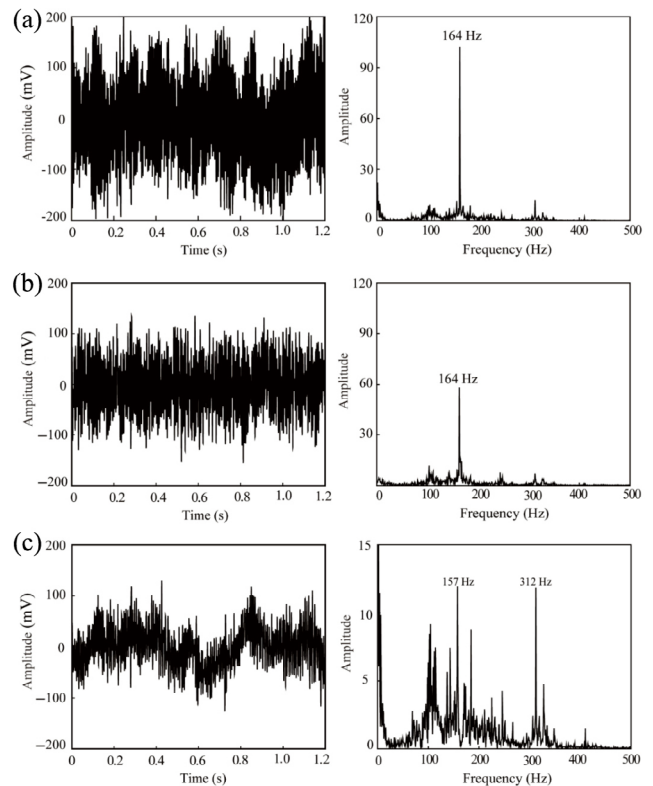 (a)
200
100
0
-100
-200
Amplitude (mV)
0 0.2 0.4 0.6 0.8 1.0 1.2
Time (s)
120
90
60
30
0
Amplitude
164 Hz
0 100 200 300 400 500
Frequency (Hz)
(b)
200
100
0
−100
−200
Amplitude (mV)
0 0.2 0.4 0.6 0.8 1.0 1.2
Time (s)
120
90
60
30
Amplitude
164 Hz
0 100 200 300 400 500
Frequency (Hz)
(c)
200
100
0
−100
−200
Amplitude (mV)
0 0.2 0.4 0.6 0.8 1.0 1.2
Time (s)
15
10
5
0
Amplitude
157 Hz 312 Hz
0 100 200 300 400 500
Frequency (Hz)